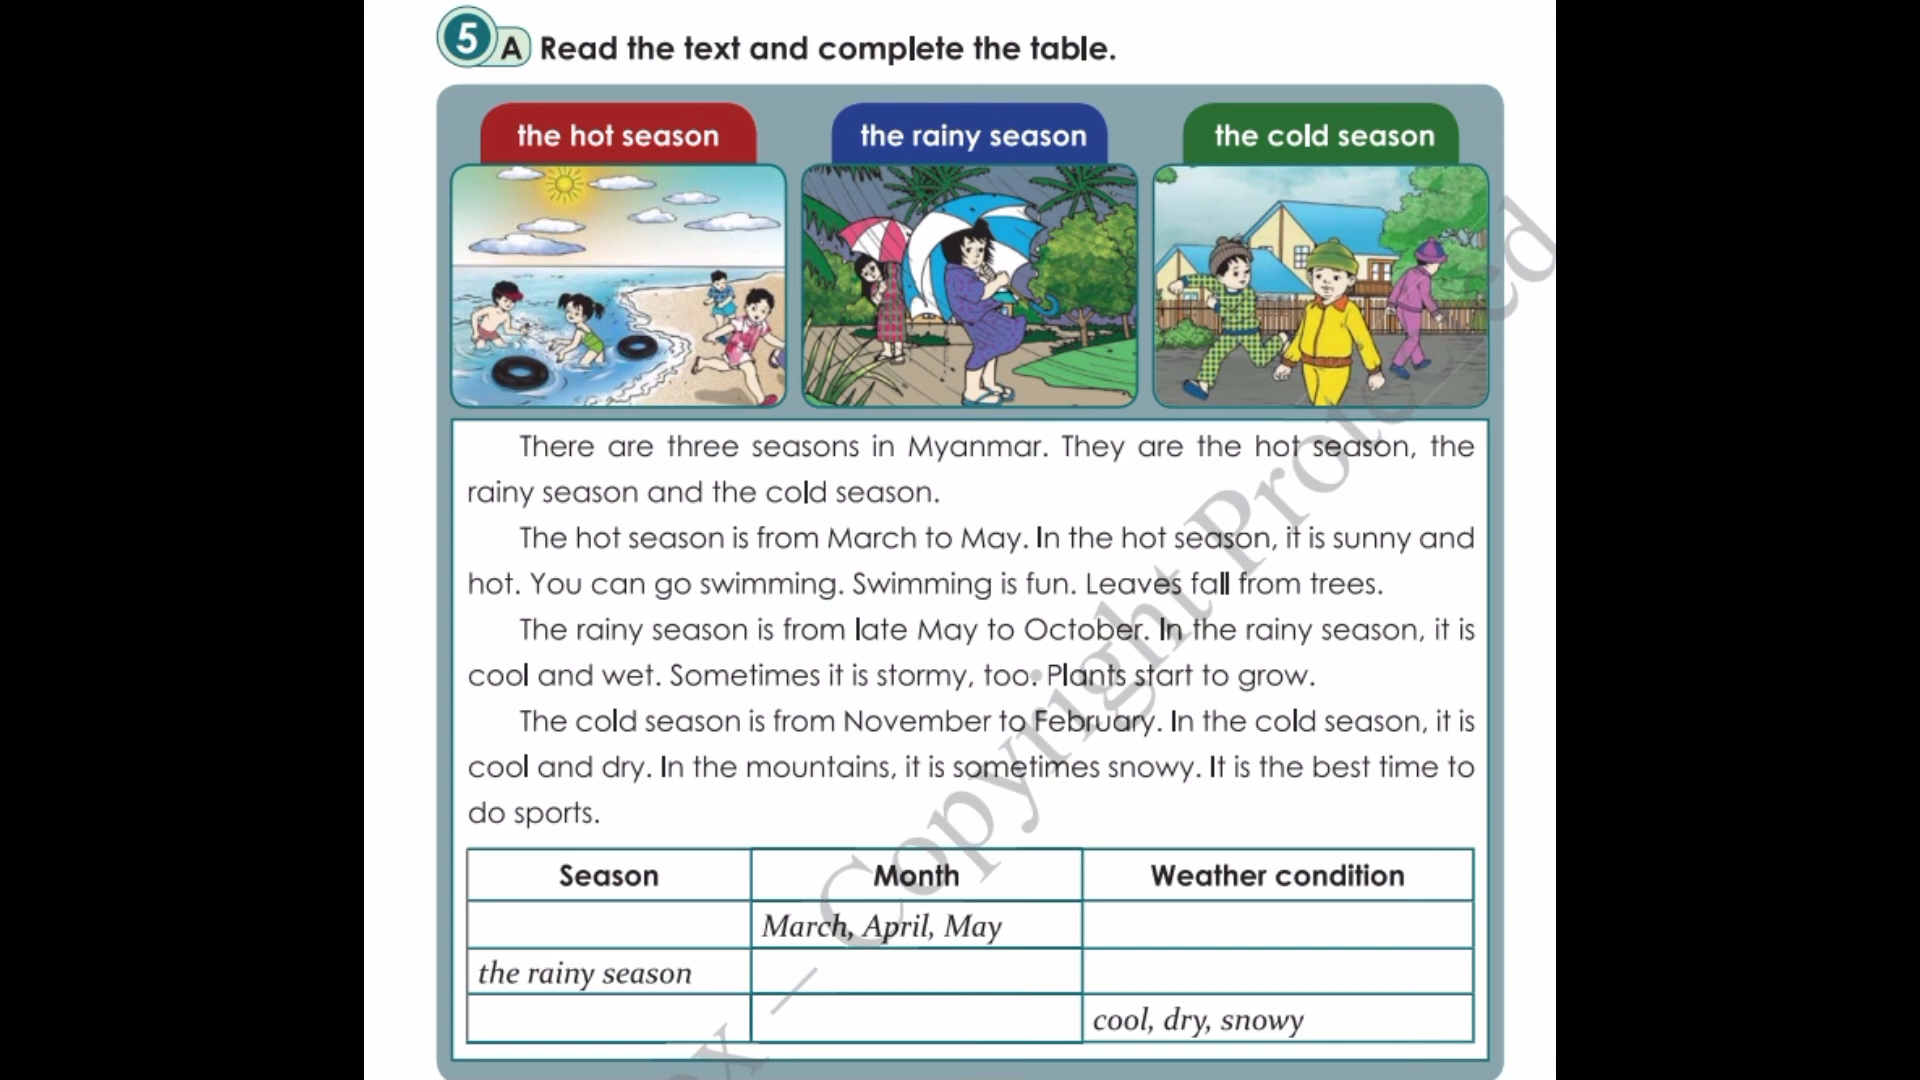 5 A Read the text and complete the table.
the hot season the rainy season the cold season
There are three seasons in Myanmar. They are the hot season, the
rainy season and the cold season.
The hot season is from March to May. In the hot season, it is sunny and
hot. You can go swimming. Swimming is fun. Leaves fall from trees.
The rainy season is from late May to October. In the rainy season, it is
cool and wet. Sometimes it is stormy, too. Plants start to grow.
The cold season is from November to February. In the cold season, it is
cool and dry. In the mountains, it is sometimes snowy. It is the best time to
do sports.
Season Month Weather condition
March, April, May
the rainy season
cool, dry, snowy
– Copyright Protected